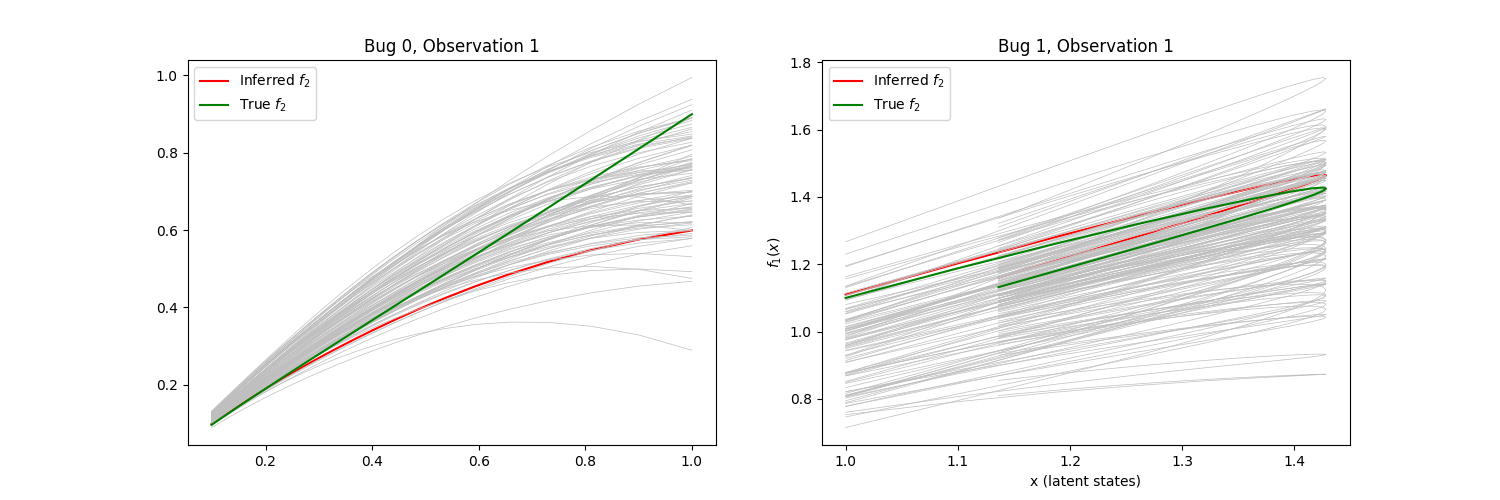 Bug 0, Observation 1
Inferred f₂
True f₂
1.0
0.8
0.6
0.4
0.2
0.2 0.4 0.6 0.8 1.0
Bug 1, Observation 1
Inferred f₂
True f₂
f₁(x)
1.8
1.6
1.4
1.2
1.0
0.8
1.0 1.1 1.2 1.3 1.4
x (latent states)